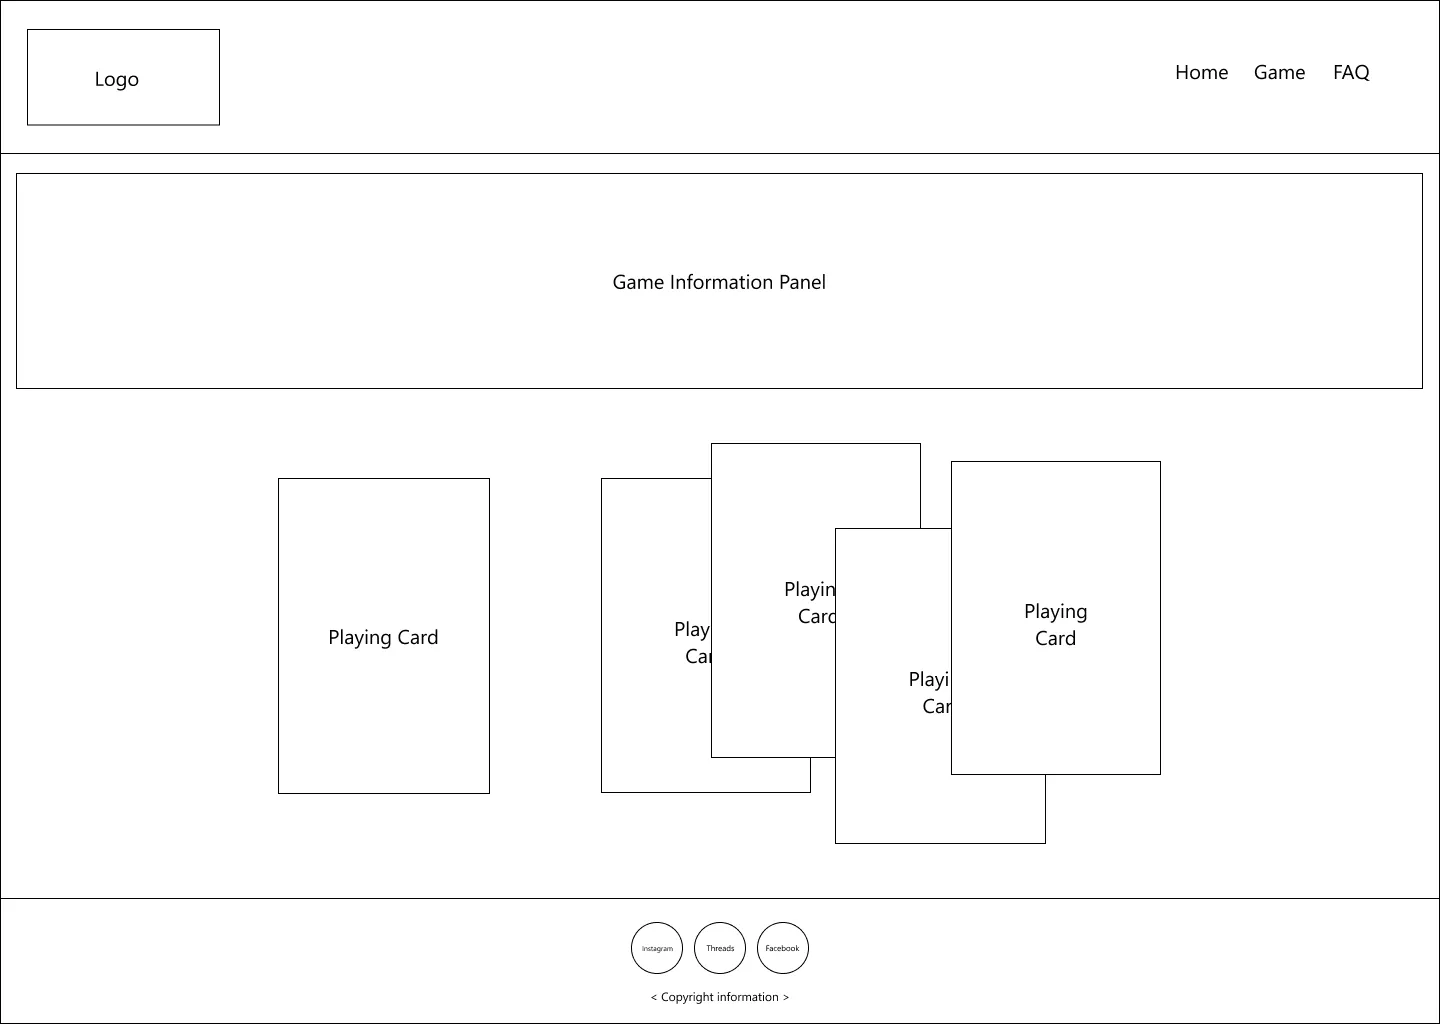 Logo
Home Game FAQ
Game Information Panel
Playing Card
Play
Car
Playin
Card
Playi
Car
Playing
Card
Instagram Threads Facebook
< Copyright information >